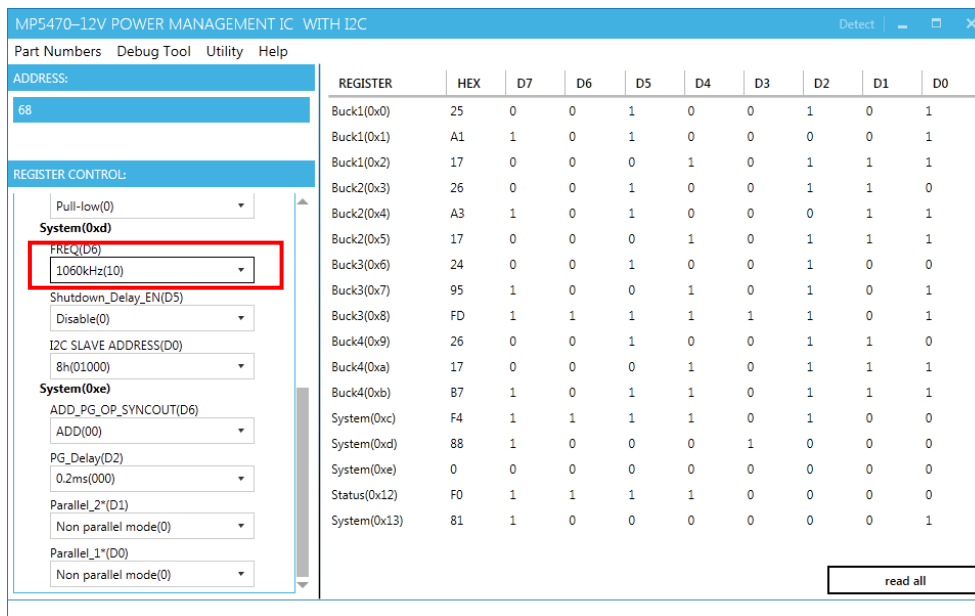 MP5470–12V POWER MANAGEMENT IC WITH I2C Detect
Part Numbers Debug Tool Utility Help
ADDRESS:
68
REGISTER CONTROL:
Pull-low(0)
System(0xd)
FREQ(D6)
1060kHz(10)
Shutdown_Delay_EN(D5)
Disable(0)
I2C SLAVE ADDRESS(D0)
8h(01000)
System(0xe)
ADD_PG_OP_SYNCOUT(D6)
ADD(00)
PG_Delay(D2)
0.2ms(000)
Parallel_2*(D1)
Non parallel mode(0)
Parallel_1*(D0)
Non parallel mode(0)
REGISTER HEX D7 D6 D5 D4 D3 D2 D1 D0
Buck1(0x0) 25 0 0 1 0 0 1 0 1
Buck1(0x1) A1 1 0 1 0 0 0 0 1
Buck1(0x2) 17 0 0 0 1 0 1 1 1
Buck2(0x3) 26 0 0 1 0 0 1 1 0
Buck2(0x4) A3 1 0 1 0 0 0 1 1
Buck2(0x5) 17 0 0 0 1 0 1 1 1
Buck3(0x6) 24 0 0 1 0 0 1 0 0
Buck3(0x7) 95 1 0 0 1 0 1 0 1
Buck3(0x8) FD 1 1 1 1 1 1 0 1
Buck4(0x9) 26 0 0 1 0 0 1 1 0
Buck4(0xa) 17 0 0 0 1 0 1 1 1
Buck4(0xb) B7 1 0 1 1 0 1 1 1
System(0xc) F4 1 1 1 1 0 1 0 0
System(0xd) 88 1 0 0 0 1 0 0 0
System(0xe) 0 0 0 0 0 0 0 0 0
Status(0x12) F0 1 1 1 1 0 0 0 0
System(0x13) 81 1 0 0 0 0 0 0 1
read all